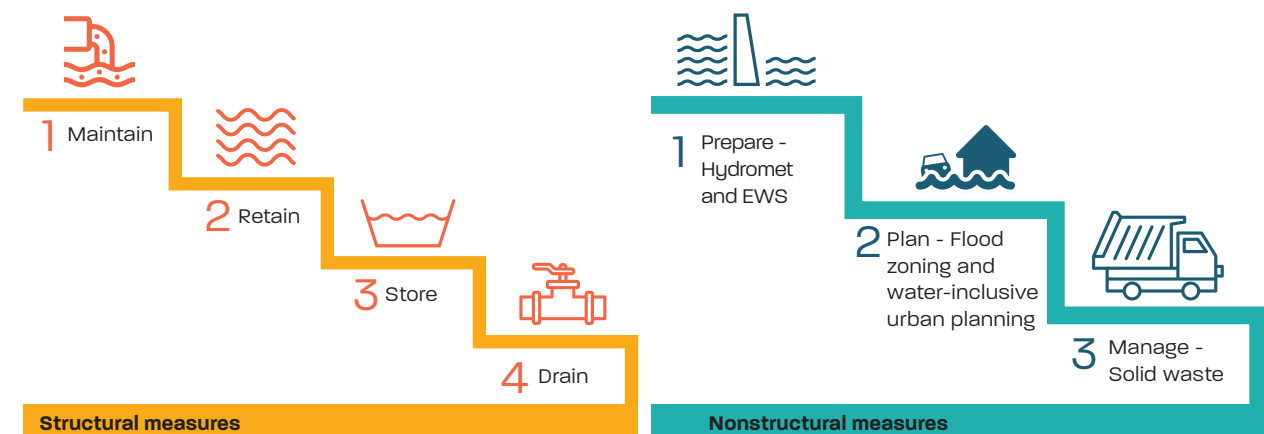 1 Maintain
2 Retain
3 Store
4 Drain
Structural measures
1 Prepare -
Hydromet
and EWS
2 Plan - Flood
zoning and
water-inclusive
urban planning
3 Manage -
Solid waste
Nonstructural measures